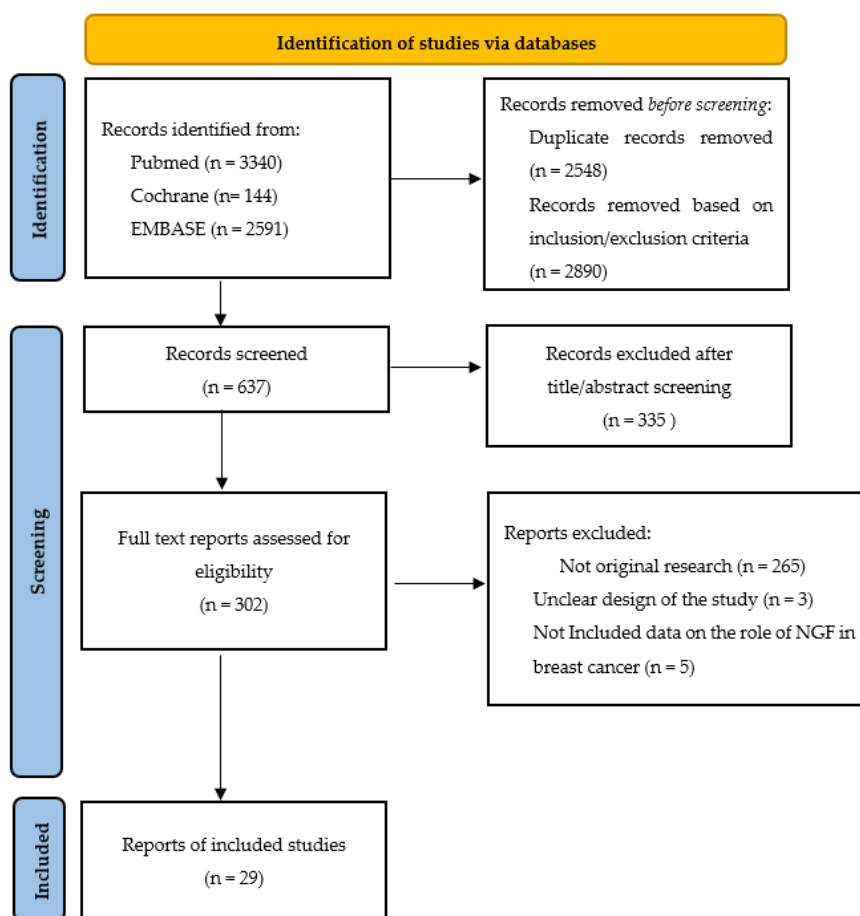 Identification of studies via databases
Identification
Records identified from:
Pubmed (n = 3340)
Cochrane (n= 144)
EMBASE (n = 2591)
Records removed before screening:
Duplicate records removed
(n = 2548)
Records removed based on
inclusion/exclusion criteria
(n = 2890)
Screening
Records screened
(n = 637)
Records excluded after
title/abstract screening
(n = 335 )
Full text reports assessed for
eligibility
(n = 302)
Reports excluded:
Not original research (n = 265)
Unclear design of the study (n = 3)
Not Included data on the role of NGF in
breast cancer (n = 5)
Included
Reports of included studies
(n = 29)